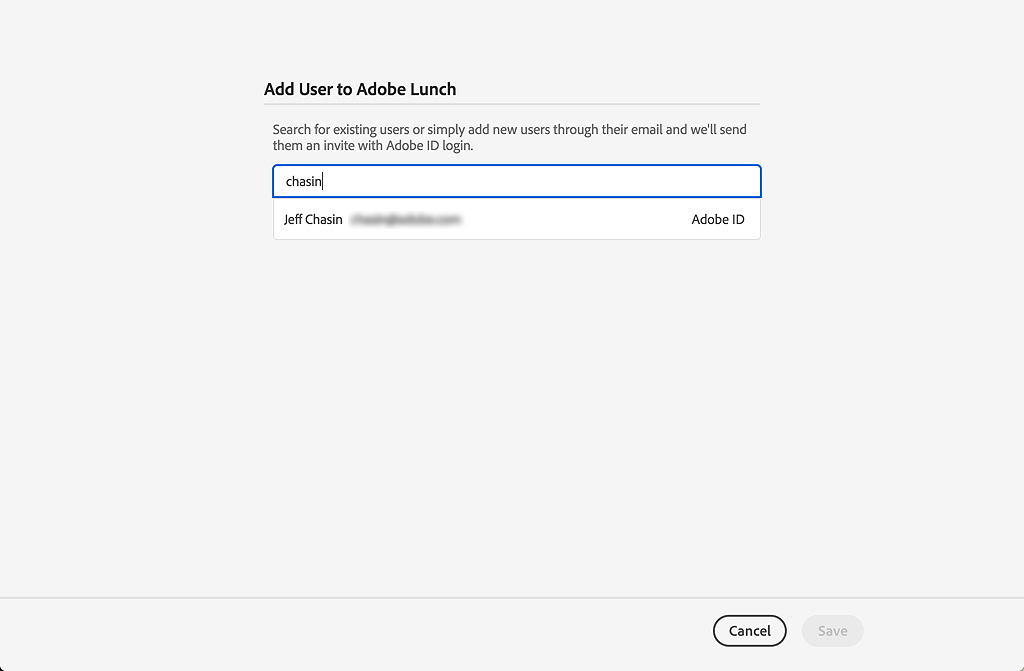 Add User to Adobe Lunch
Search for existing users or simply add new users through their email and we'll send
them an invite with Adobe ID login.
chasin
Jeff Chasin Adobe ID
Cancel Save